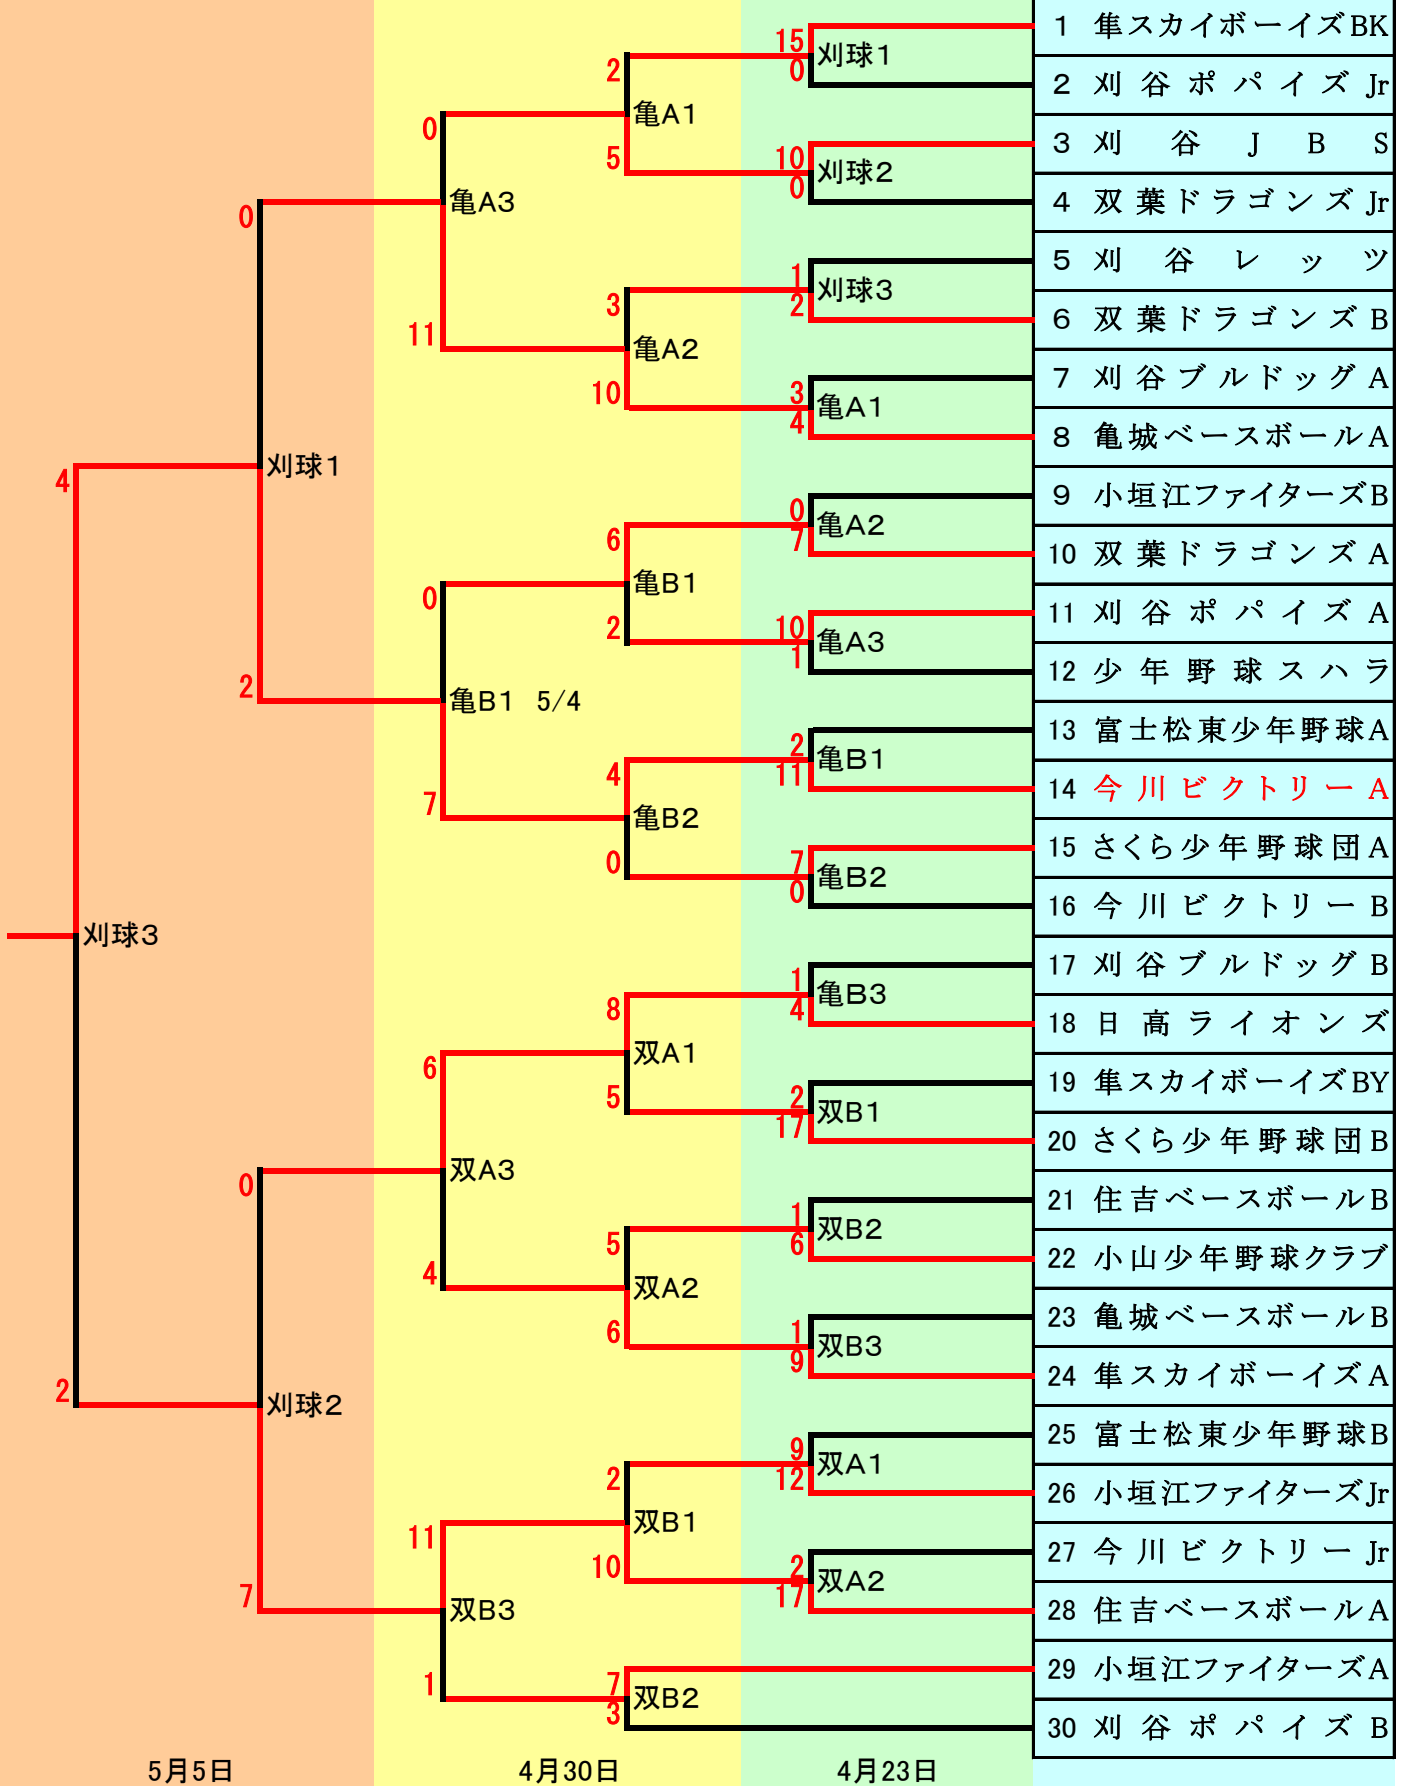 1 隼スカイボーイズBK
15
0
刈球1
2 刈谷ポパイズJr
2
5
亀A1
3 刈谷JBS
10
0
刈球2
4 双葉ドラゴンズJr
0
11
亀A3
5 刈谷レッツ
1
2
刈球3
6 双葉ドラゴンズB
3
10
亀A2
7 刈谷ブルドッグA
3
4
亀A1
8 亀城ベースボールA
0
2
刈球1
9 小垣江ファイターズB
0
7
亀A2
10 双葉ドラゴンズA
6
2
亀B1
11 刈谷ポパイズA
10
1
亀A3
12 少年野球スハラ
0
7
亀B1 5/4
13 富士松東少年野球A
2
11
亀B1
14 今川ビクトリーA
4
0
亀B2
15 さくら少年野球団A
7
0
亀B2
16 今川ビクトリーB
4
2
刈球3
17 刈谷ブルドッグB
1
4
亀B3
18 日高ライオンズ
8
5
双A1
19 隼スカイボーイズBY
2
17
双B1
20 さくら少年野球団B
6
4
双A3
21 住吉ベースボールB
1
6
双B2
22 小山少年野球クラブ
5
6
双A2
23 亀城ベースボールB
1
9
双B3
24 隼スカイボーイズA
0
7
刈球2
25 富士松東少年野球B
9
12
双A1
26 小垣江ファイターズJr
2
10
双B1
27 今川ビクトリーJr
2
17
双A2
28 住吉ベースボールA
11
1
双B3
29 小垣江ファイターズA
7
3
双B2
30 刈谷ポパイズB
5月5日
4月30日
4月23日